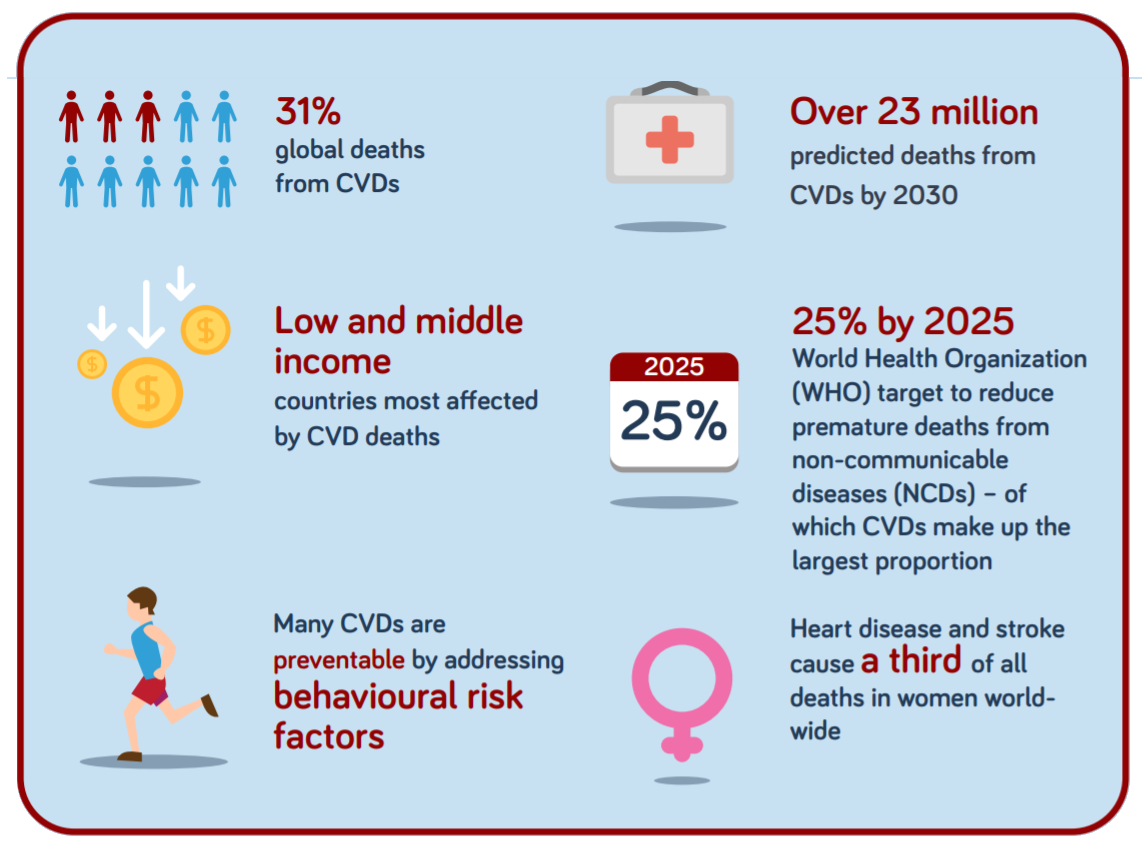 31%
global deaths
from CVDs
Over 23 million
predicted deaths from
CVDs by 2030
$
$
$
Low and middle
income
countries most affected
by CVD deaths
2025
25%
25% by 2025
World Health Organization
(WHO) target to reduce
premature deaths from
non-communicable
diseases (NCDs) – of
which CVDs make up the
largest proportion
Many CVDs are
preventable by addressing
behavioural risk
factors
Heart disease and stroke
cause a third of all
deaths in women world-
wide